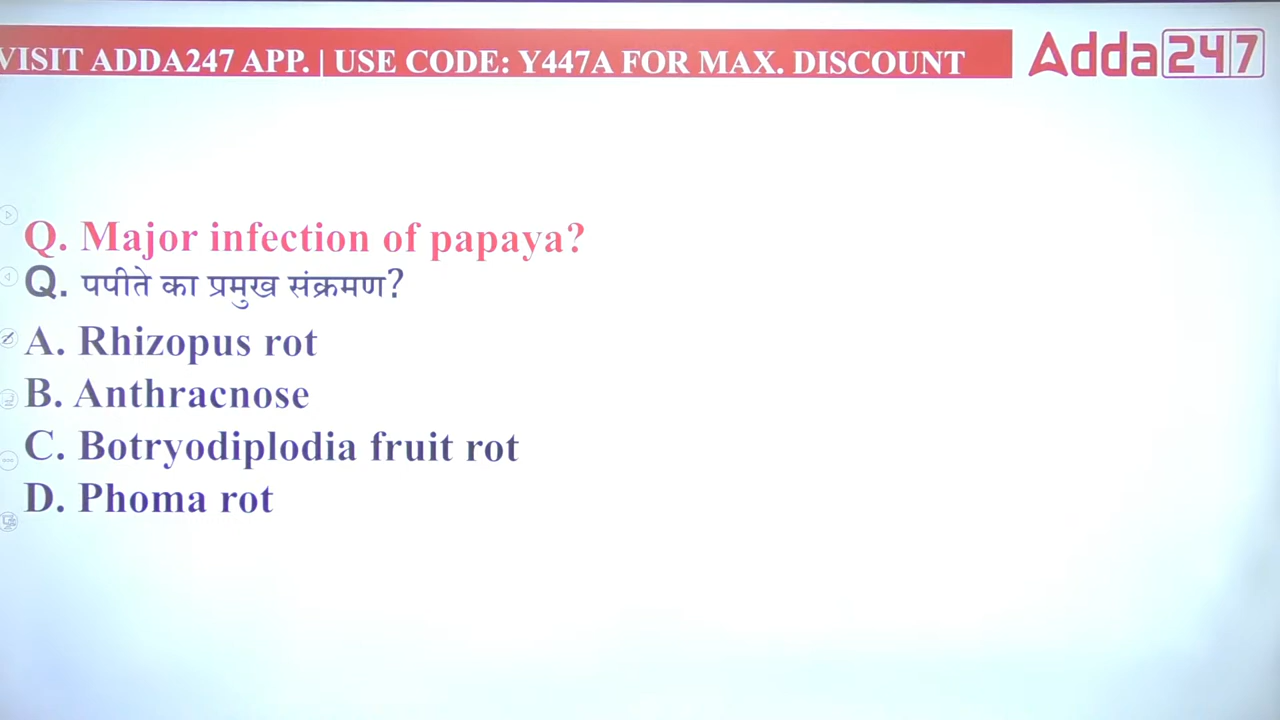 VISIT ADDA247 APP. | USE CODE: Y447A FOR MAX. DISCOUNT
Adda247
Q. Major infection of papaya?
Q. पपीते का प्रमुख संक्रमण?
A. Rhizopus rot
B. Anthracnose
C. Botryodiplodia fruit rot
D. Phoma rot